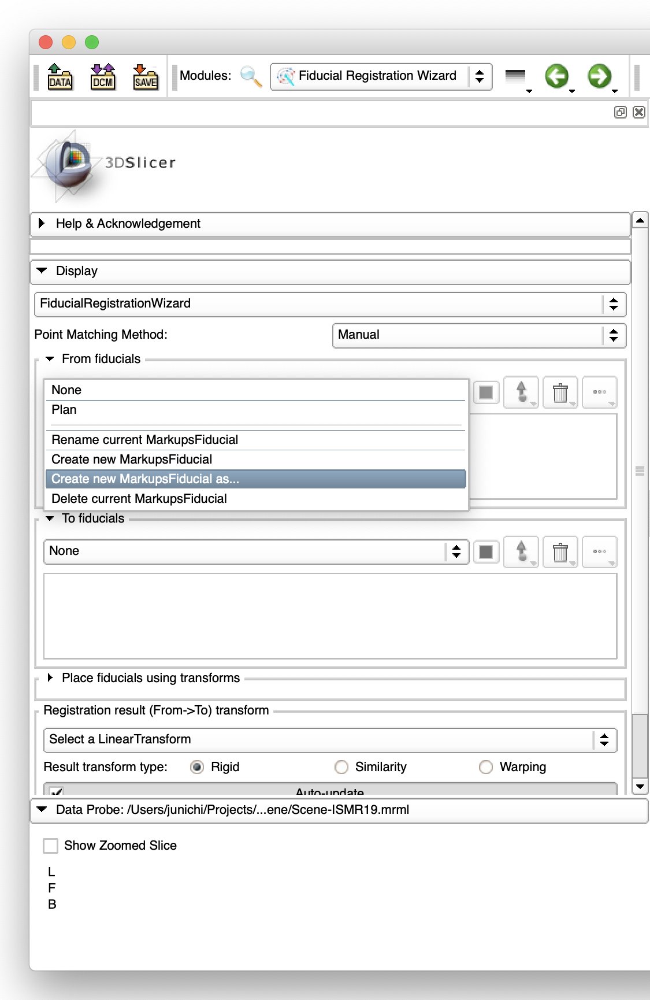 DATA DCM SAVE Modules: Fiducial Registration Wizard
3DSlicer
Help & Acknowledgement
Display
FiducialRegistrationWizard
Point Matching Method: Manual
From fiducials
None
Plan
Rename current MarkupsFiducial
Create new MarkupsFiducial
Create new MarkupsFiducial as...
Delete current MarkupsFiducial
To fiducials
None
Place fiducials using transforms
Registration result (From->To) transform
Select a LinearTransform
Result transform type: Rigid Similarity Warping
Auto-update
Data Probe: /Users/junichi/Projects/...ene/Scene-ISMR19.mrml
Show Zoomed Slice
L
F
B